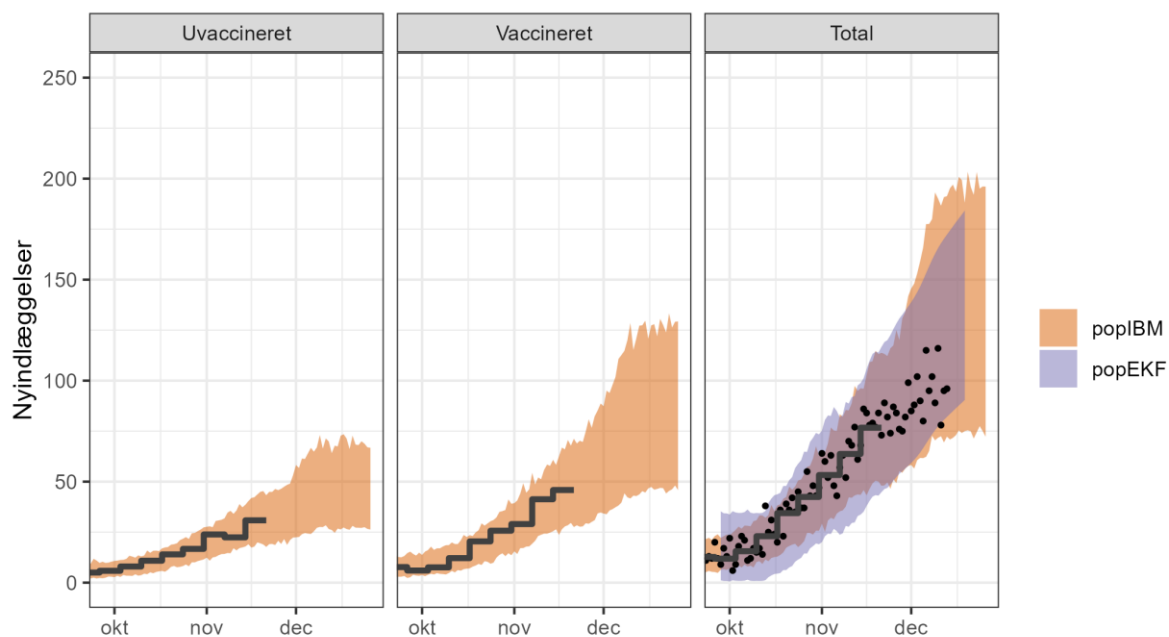 Uvaccineret
Vaccineret
Total
Nyindlæggelser
250
200
150
100
50
0
okt
nov
dec
okt
nov
dec
okt
nov
dec
popIBM
popEKF